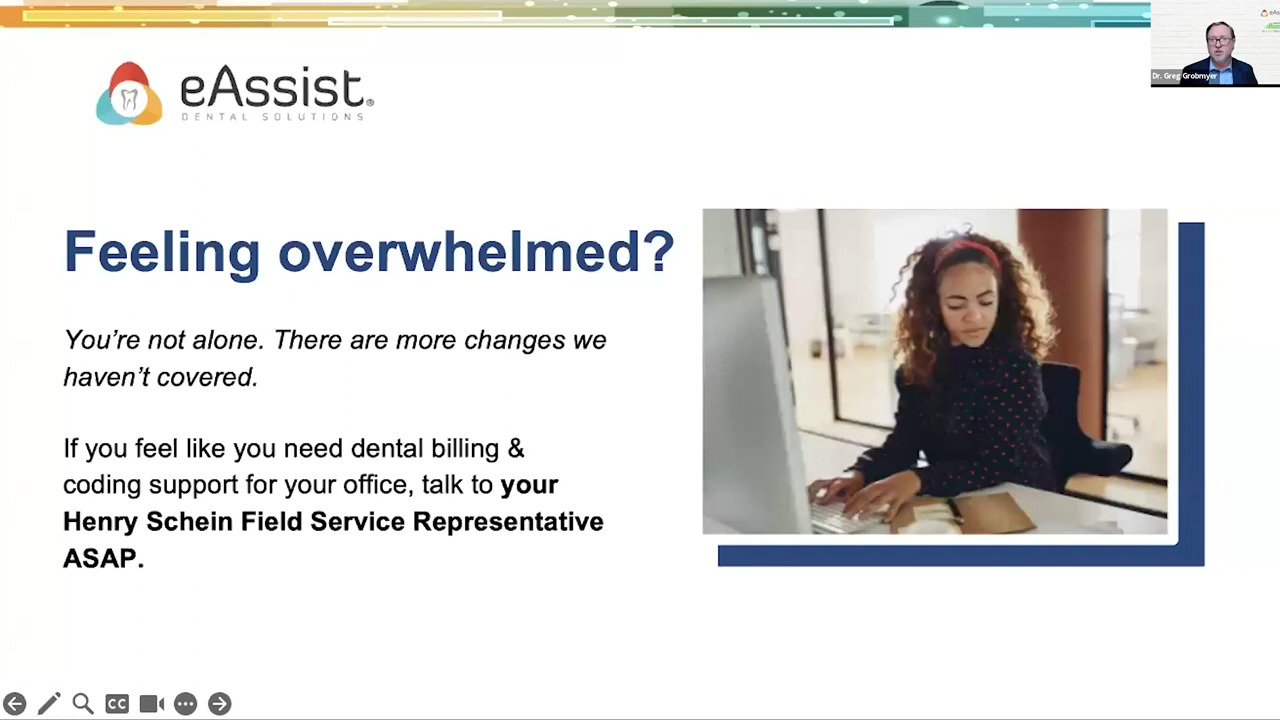 eAssist®
DENTAL SOLUTIONS
Dr. Greg Grobmyer
Feeling overwhelmed?
You’re not alone. There are more changes we
haven’t covered.
If you feel like you need dental billing &
coding support for your office, talk to your
Henry Schein Field Service Representative
ASAP.
CC